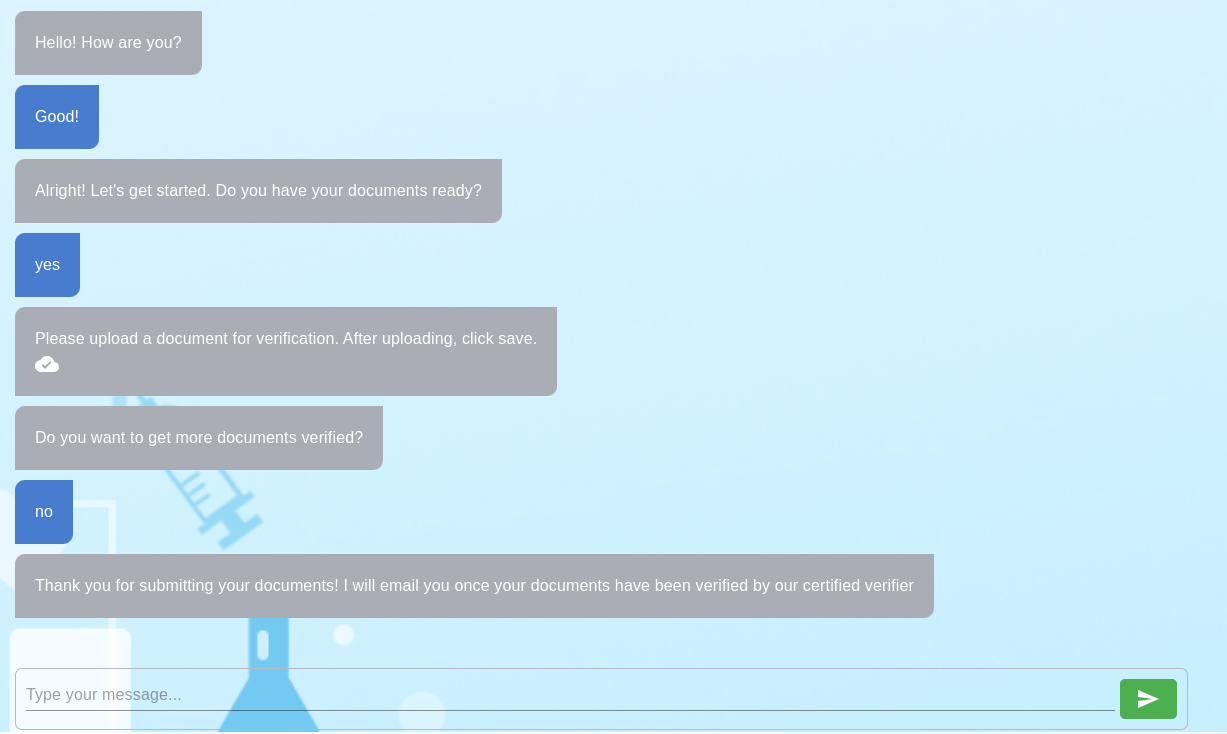 Hello! How are you?
Good!
Alright! Let's get started. Do you have your documents ready?
yes
Please upload a document for verification. After uploading, click save.
Do you want to get more documents verified?
no
Thank you for submitting your documents! I will email you once your documents have been verified by our certified verifier
Type your message...